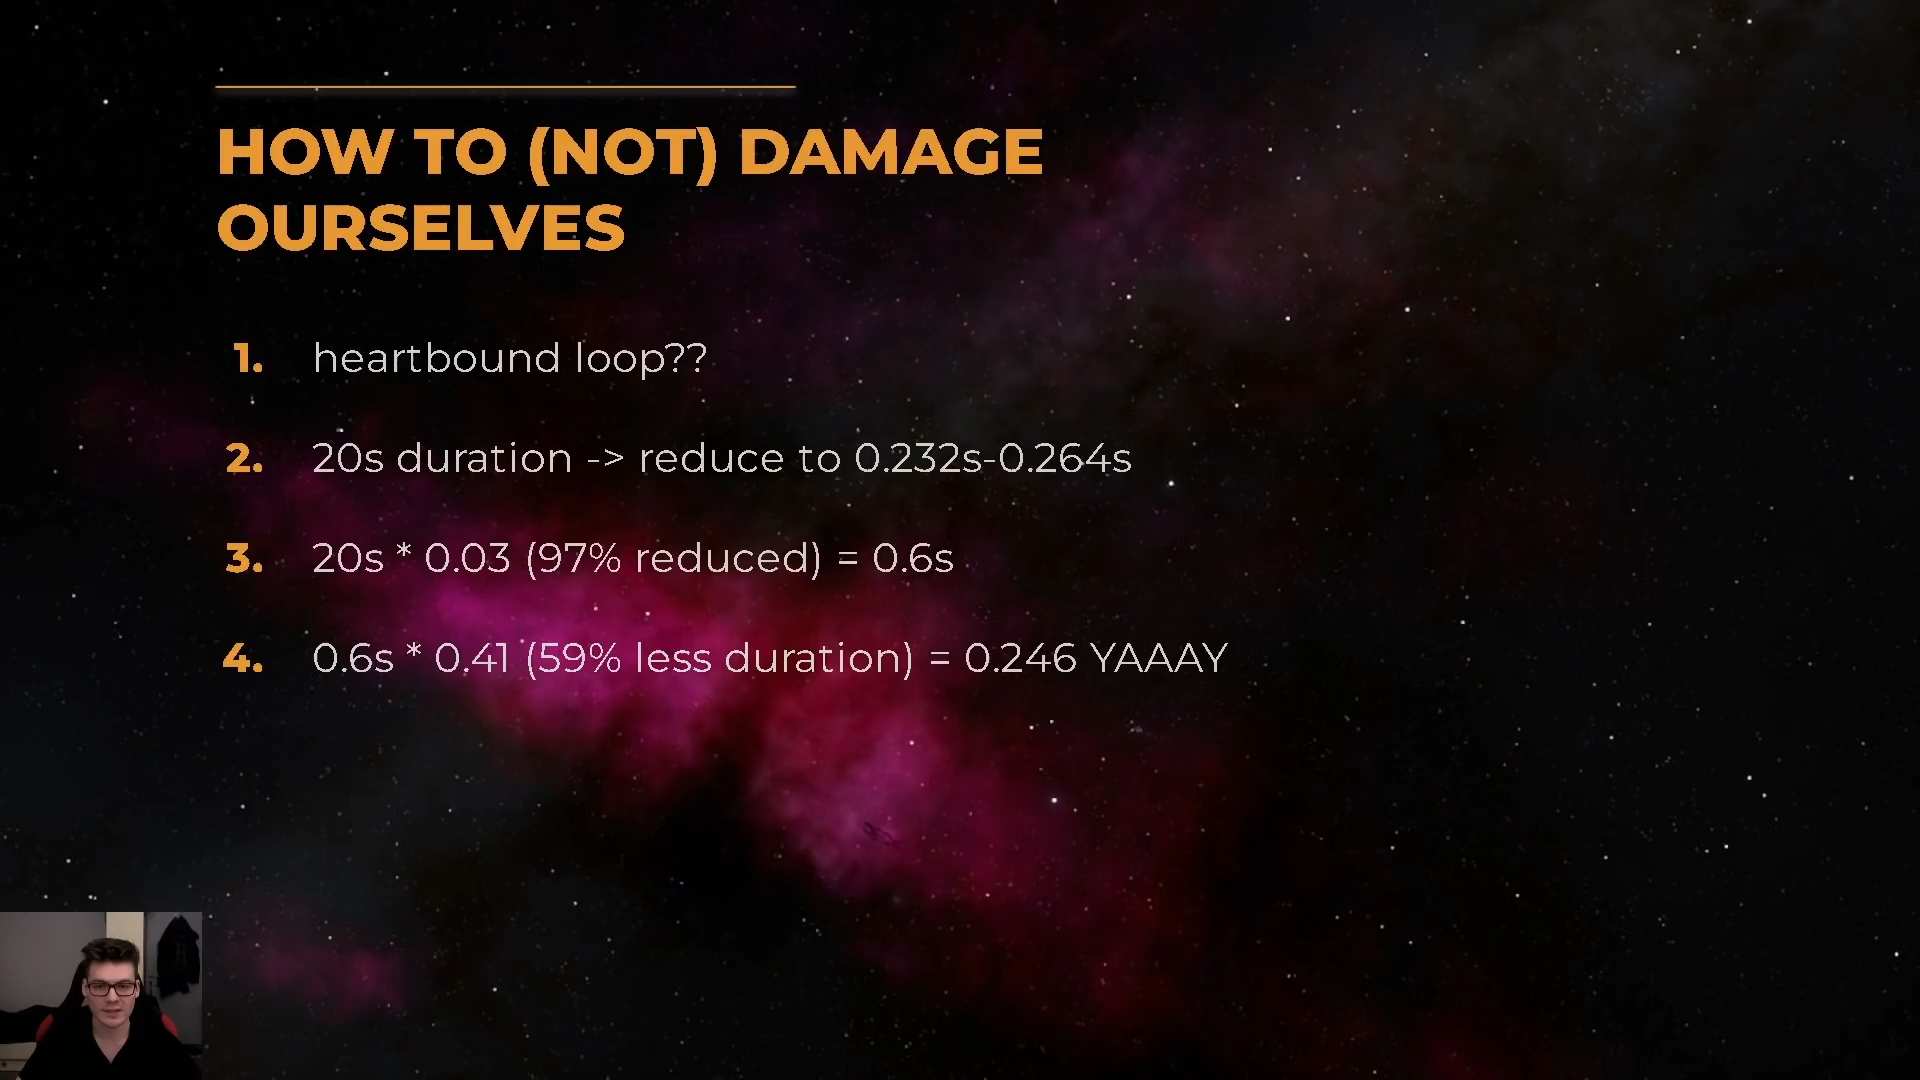 HOW TO (NOT) DAMAGE
OURSELVES
1. heartbound loop??
2. 20s duration -> reduce to 0.232s-0.264s
3. 20s * 0.03 (97% reduced) = 0.6s
4. 0.6s * 0.41 (59% less duration) = 0.246 YAAAY